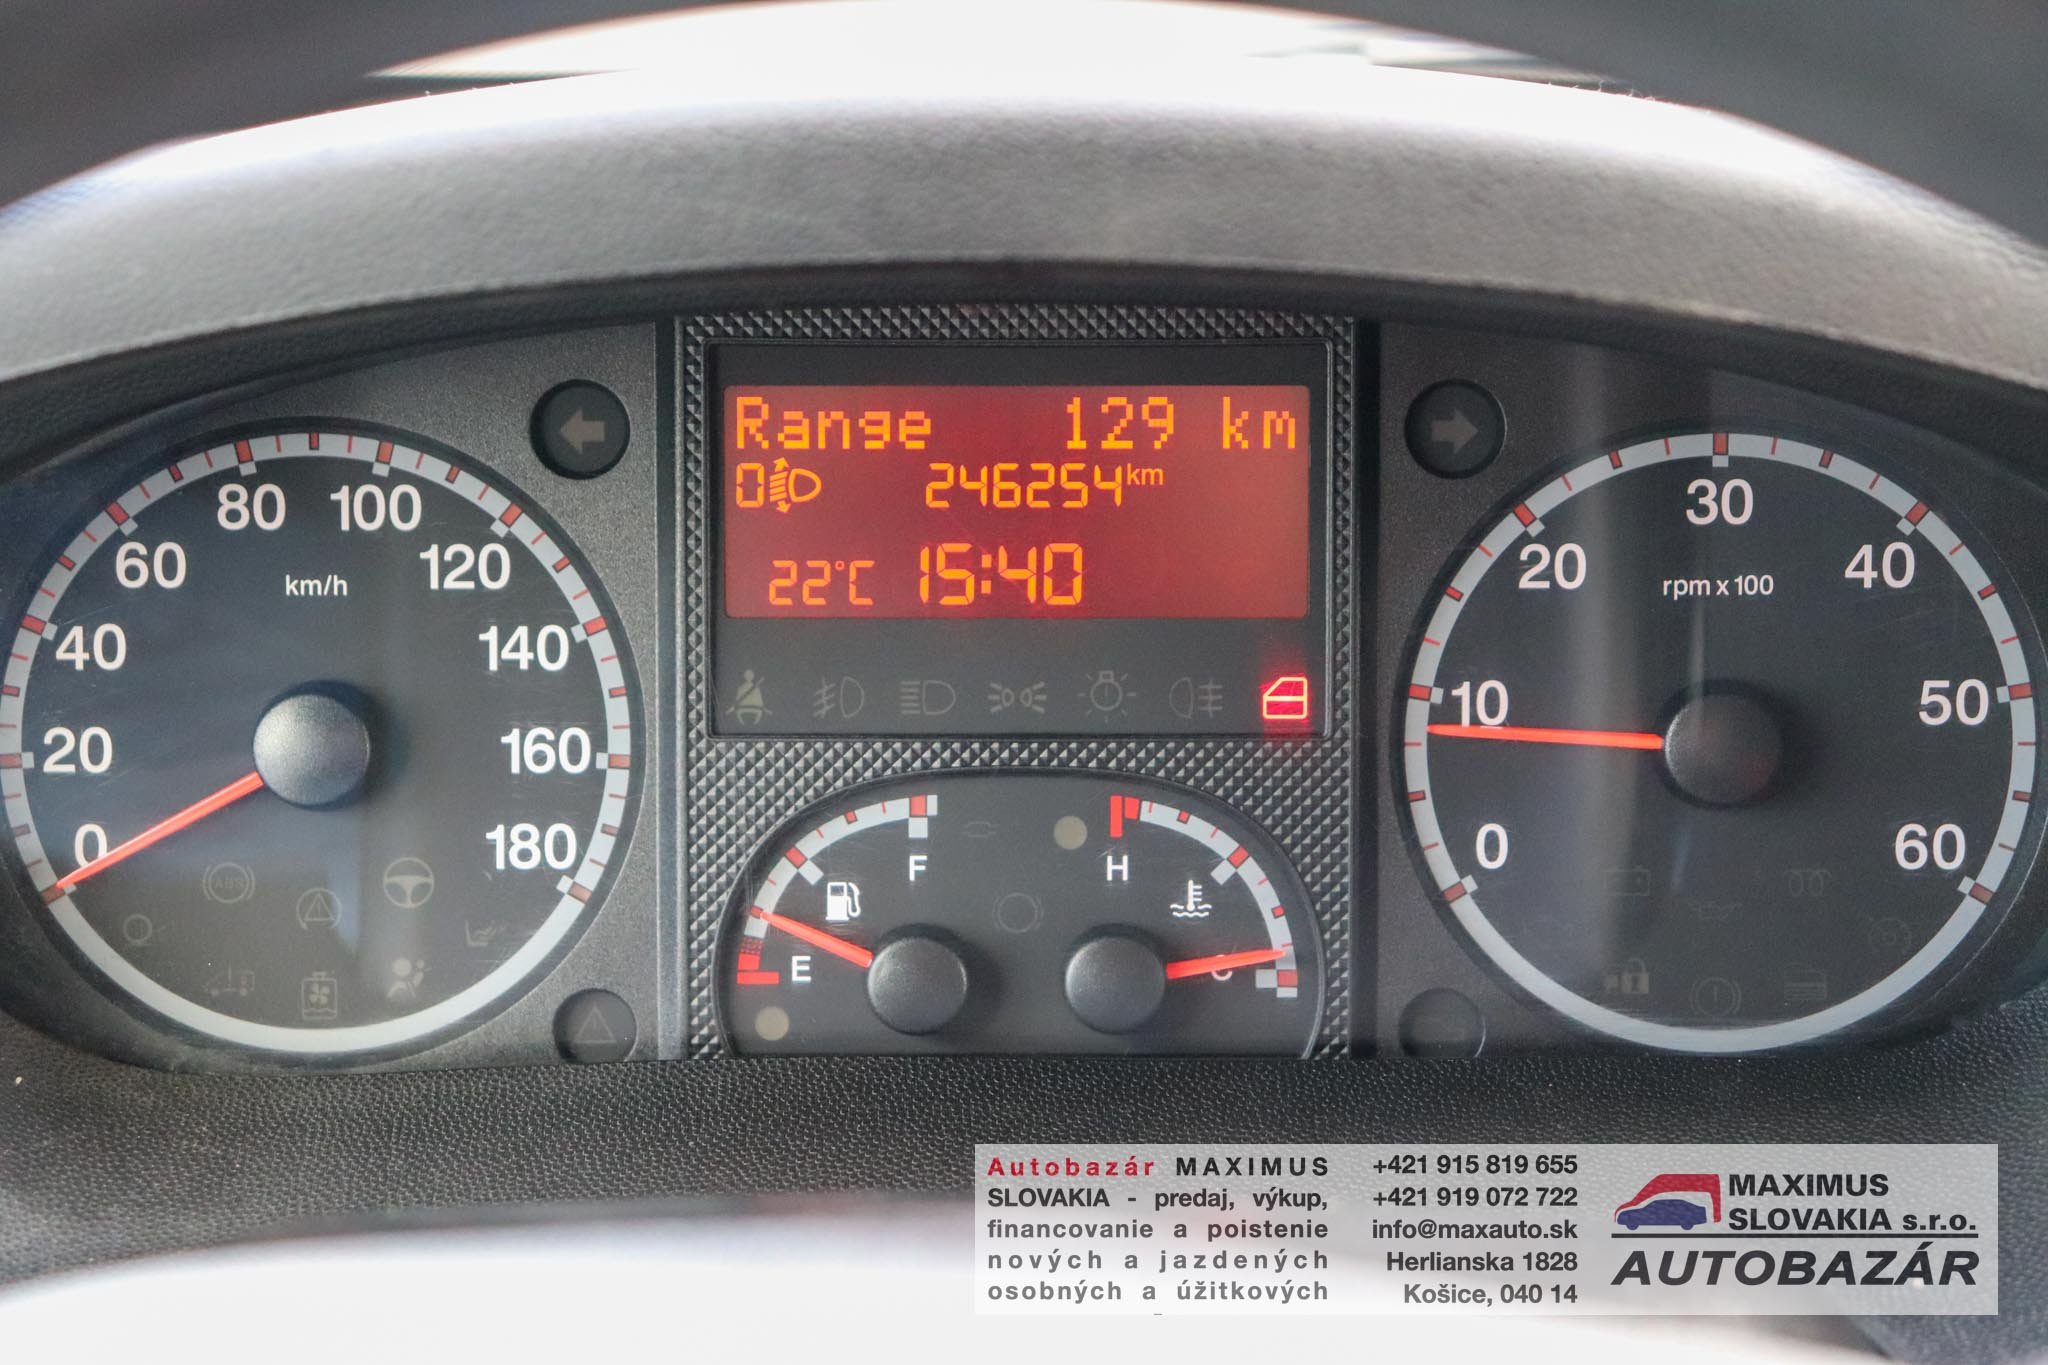 Range 129 km
0 246254 km
22°C 15:40
0 20 40 60 80 100 120 140 160 180
km/h
0 10 20 30 40 50 60
rpm x 100
F
E
H
C
ABS
Autobazár MAXIMUS
SLOVAKIA - predaj, výkup,
financovanie a poistenie
nových a jazdených
osobných a úžitkových
+421 915 819 655
+421 919 072 722
info@maxauto.sk
Herlianska 1828
Košice, 040 14
MAXIMUS
SLOVAKIA s.r.o.
AUTOBAZÁR